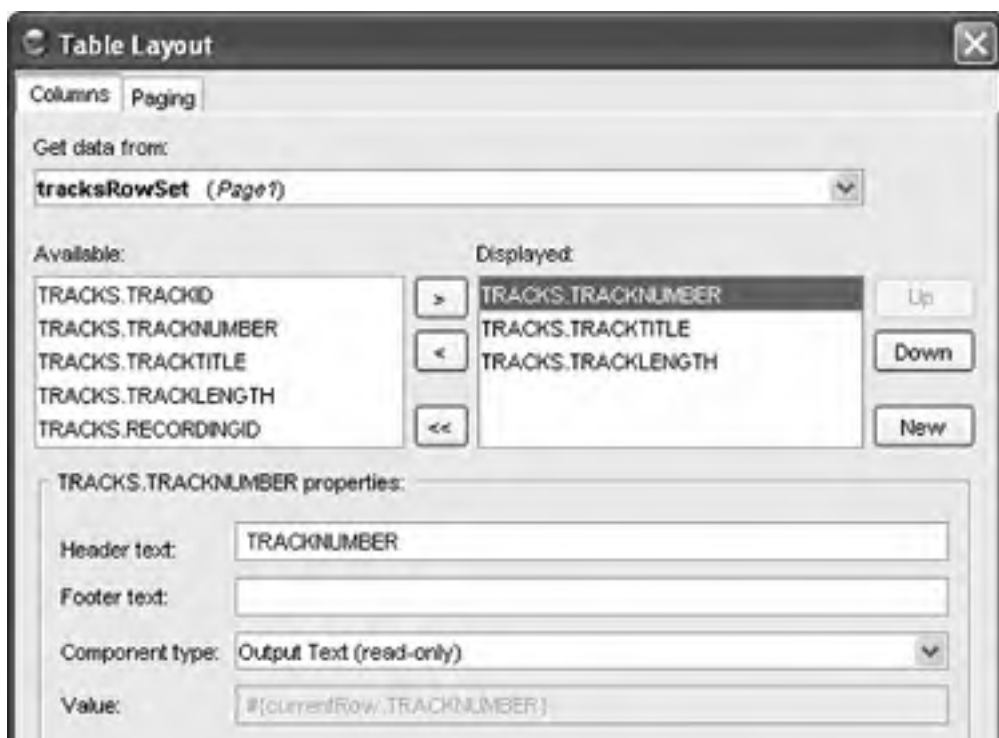 Table Layout
Columns Paging
Get data from:
tracksRowSet (Page1)
Available:
Displayed:
TRACKS.TRACKID
TRACKS.TRACKNUMBER
TRACKS.TRACKTITLE
TRACKS.TRACKLENGTH
TRACKS.RECORDINGID
>
<
<<
TRACKS.TRACKNUMBER
TRACKS.TRACKTITLE
TRACKS.TRACKLENGTH
Up
Down
New
TRACKS.TRACKNUMBER properties:
Header text: TRACKNUMBER
Footer text:
Component type: Output Text (read-only)
Value: #{currentRow.TRACKNUMBER}